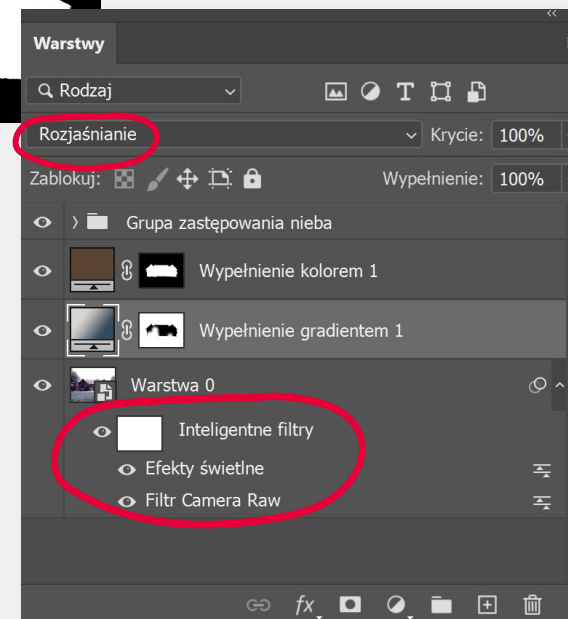 Warstwy
Rodzaj
Rozjaśnianie Krycie: 100%
Zablokuj: Wypełnienie: 100%
Grupa zastępowania nieba
Wypełnienie kolorem 1
Wypełnienie gradientem 1
Warstwa 0
Inteligentne filtry
Efekty świetlne
Filtr Camera Raw
fx